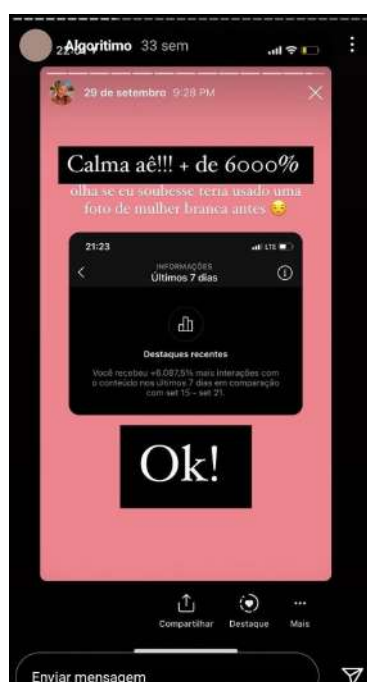 Algoritimo 33 sem
29 de setembro 9:28 PM
Calma aê!!! + de 6000%
olha se eu soubesse teria usado uma
foto de mulher branca antes 😔
21:23
LTE
INFORMAÇÕES
Últimos 7 dias
Destaques recentes
Você recebeu +6.087,5% mais interações com
o conteúdo nos últimos 7 dias em comparação
com set 15 – set 21.
Ok!
Compartilhar Destaque Mais
Enviar mensagem